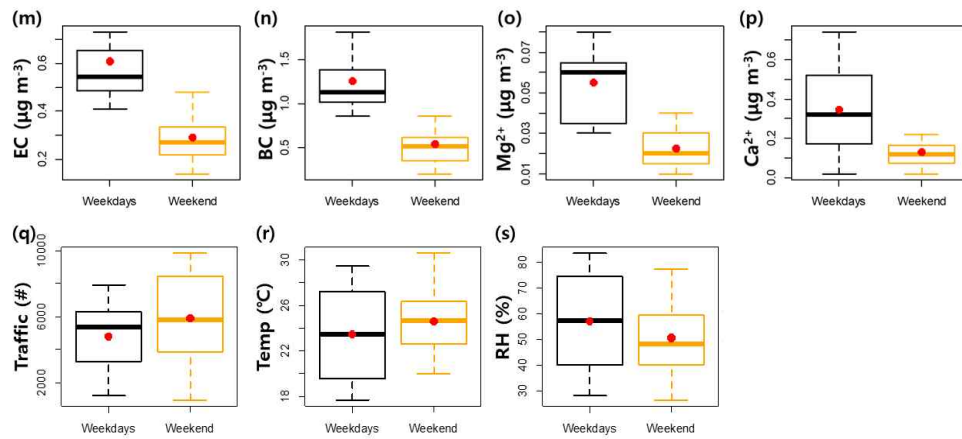 (m) (n) (o) (p)
EC (μg m⁻³)
0.2 0.4 0.6
BC (μg m⁻³)
0.5 1.0 1.5
Mg²⁺ (μg m⁻³)
0.01 0.03 0.05 0.07
Ca²⁺ (μg m⁻³)
0.0 0.2 0.4 0.6
Weekdays Weekend Weekdays Weekend Weekdays Weekend Weekdays Weekend
(q) (r) (s)
Traffic (#)
2000 6000 10000
Temp (℃)
18 22 26 30
RH (%)
30 40 50 60 70 80
Weekdays Weekend Weekdays Weekend Weekdays Weekend